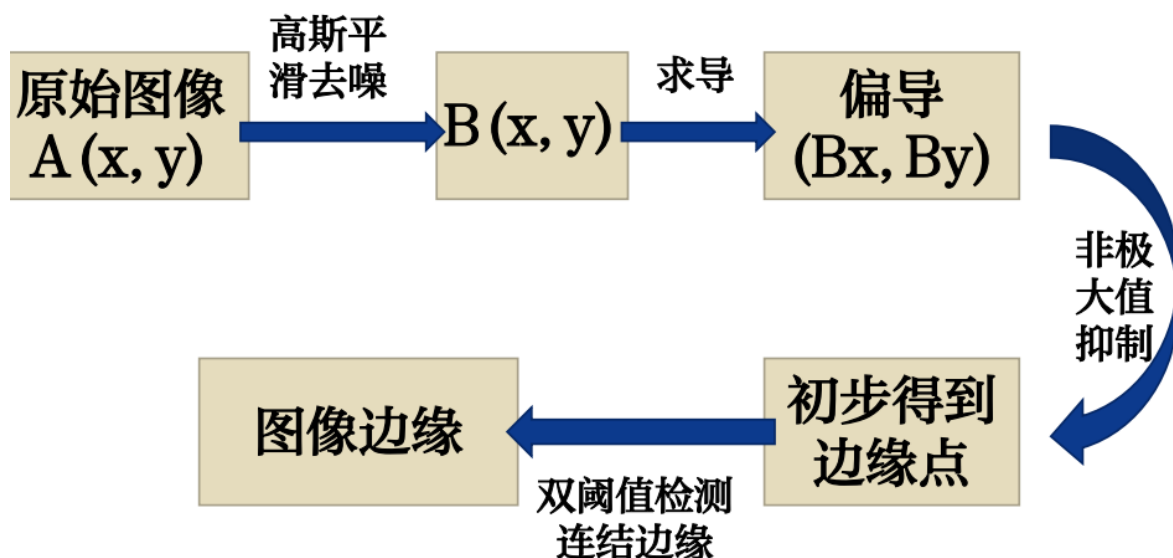 高斯平
滑去噪
原始图像
A(x, y)
B(x, y)
求导
偏导
(Bx, By)
非极
大值
抑制
初步得到
边缘点
双阈值检测
连结边缘
图像边缘